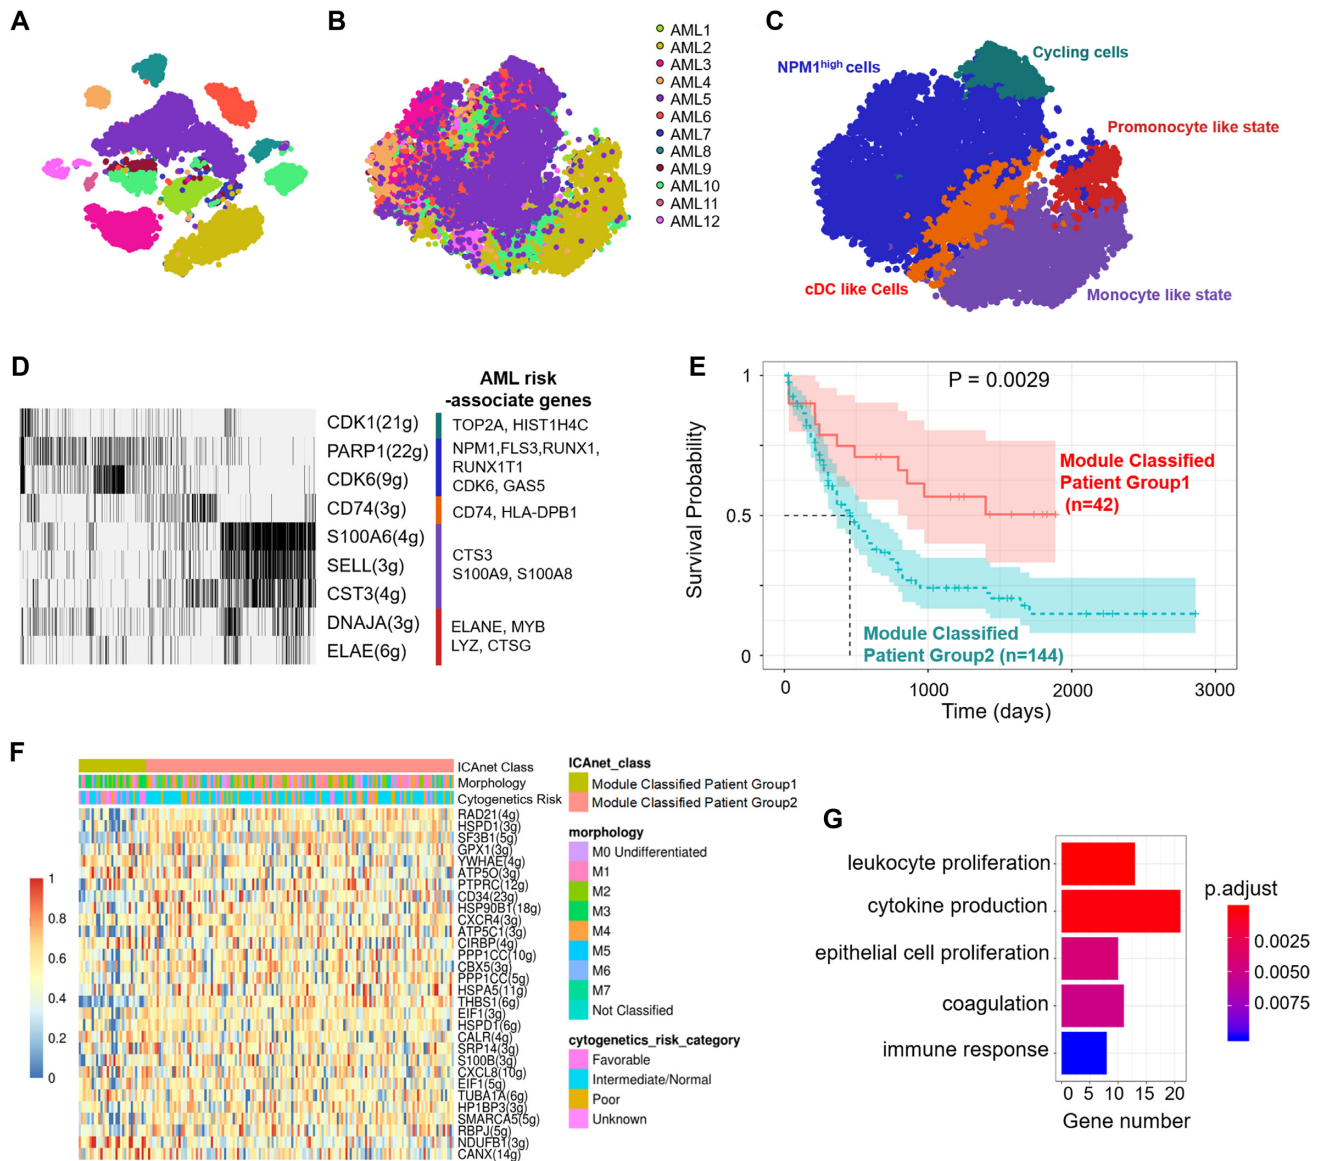 A
B
AML1
AML2
AML3
AML4
AML5
AML6
AML7
AML8
AML9
AML10
AML11
AML12
C
NPM1high cells
Cycling cells
Promonocyte like state
cDC like Cells
Monocyte like state
D
AML risk
-associate genes
CDK1(21g)
PARP1(22g)
CDK6(9g)
CD74(3g)
S100A6(4g)
SELL(3g)
CST3(4g)
DNAJA(3g)
ELAE(6g)
TOP2A, HIST1H4C
NPM1,FLS3,RUNX1,
RUNX1T1
CDK6, GAS5
CD74, HLA-DPB1
CTS3
S100A9, S100A8
ELANE, MYB
LYZ, CTSG
E
P = 0.0029
Survival Probability
1
0.5
0
Module Classified
Patient Group1
(n=42)
Module Classified
Patient Group2 (n=144)
0
1000
2000
3000
Time (days)
F
1
0.8
0.6
0.4
0.2
0
ICAnet Class
Morphology
Cytogenetics Risk
RAD21(4g)
HSPD1(3g)
SF3B1(5g)
GPX1(3g)
YWHAE(4g)
ATP5O(3g)
PTPRC(12g)
CD34(23g)
HSP90B1(18g)
CXCR4(3g)
ATP5C1(3g)
CIRBP(4g)
PPP1CC(10g)
CBX5(3g)
PPP1CC(5g)
HSPA5(11g)
THBS1(6g)
EIF1(3g)
HSPD1(6g)
CALR(4g)
SRP14(3g)
S100B(3g)
CXCL8(10g)
EIF1(5g)
TUBA1A(6g)
HP1BP3(3g)
SMARCA5(5g)
RBPJ(5g)
NDUFB1(3g)
CANX(14g)
ICAnet_class
Module Classified Patient Group1
Module Classified Patient Group2
morphology
M0 Undifferentiated
M1
M2
M3
M4
M5
M6
M7
Not Classified
cytogenetics_risk_category
Favorable
Intermediate/Normal
Poor
Unknown
G
leukocyte proliferation
cytokine production
epithelial cell proliferation
coagulation
immune response
0 5 10 15 20
Gene number
p.adjust
0.0025
0.0050
0.0075